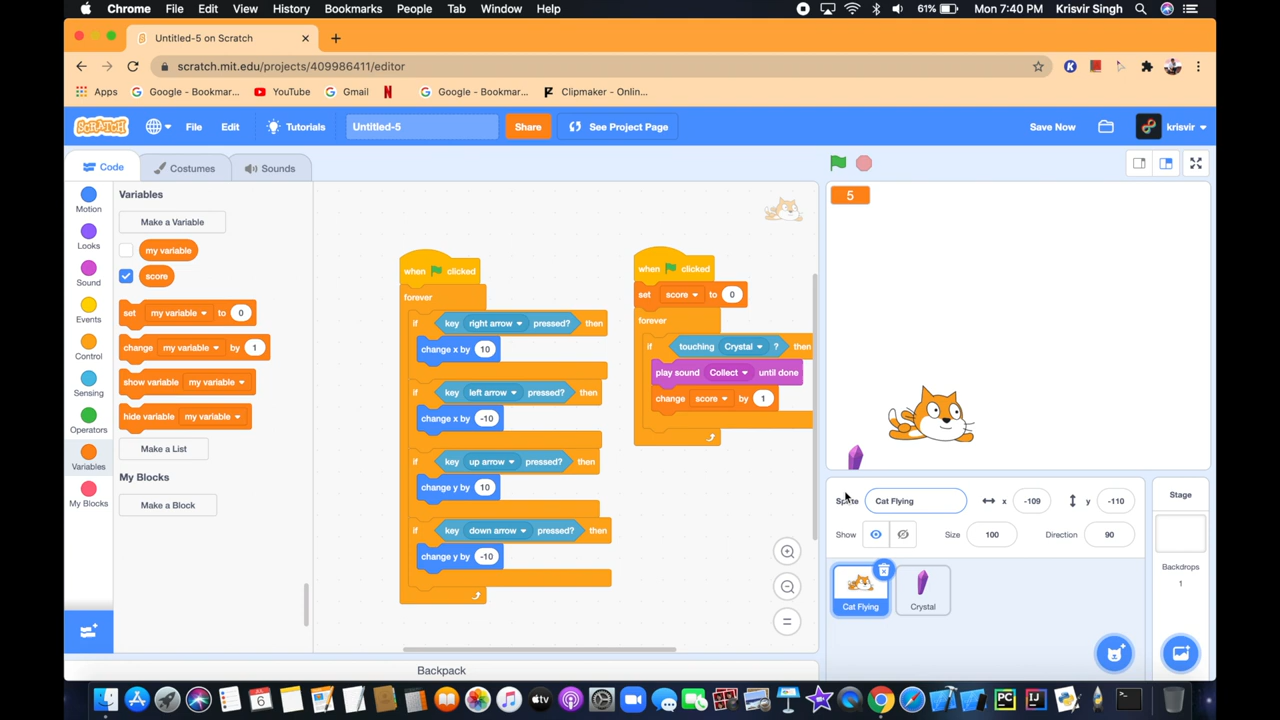 Chrome File Edit View History Bookmarks People Tab Window Help 61% Mon 7:40 PM Krisvir Singh
Untitled-5 on Scratch
scratch.mit.edu/projects/409986411/editor
Apps Google - Bookmar... YouTube Gmail Google - Bookmar... Clipmaker - Onlin...
SCRATCH File Edit Tutorials Untitled-5 Share See Project Page Save Now krisvir
Code Costumes Sounds
Motion
Looks
Sound
Events
Control
Sensing
Operators
Variables
My Blocks
Variables
Make a Variable
my variable
score
set my variable to 0
change my variable by 1
show variable my variable
hide variable my variable
Make a List
My Blocks
Make a Block
when clicked
forever
if key right arrow pressed? then
change x by 10
if key left arrow pressed? then
change x by -10
if key up arrow pressed? then
change y by 10
if key down arrow pressed? then
change y by -10
when clicked
set score to 0
forever
if touching Crystal ? then
play sound Collect until done
change score by 1
Backpack
5
Sprite Cat Flying x -109 y -110
Show Size 100 Direction 90
Cat Flying
Crystal
Stage
Backdrops
1